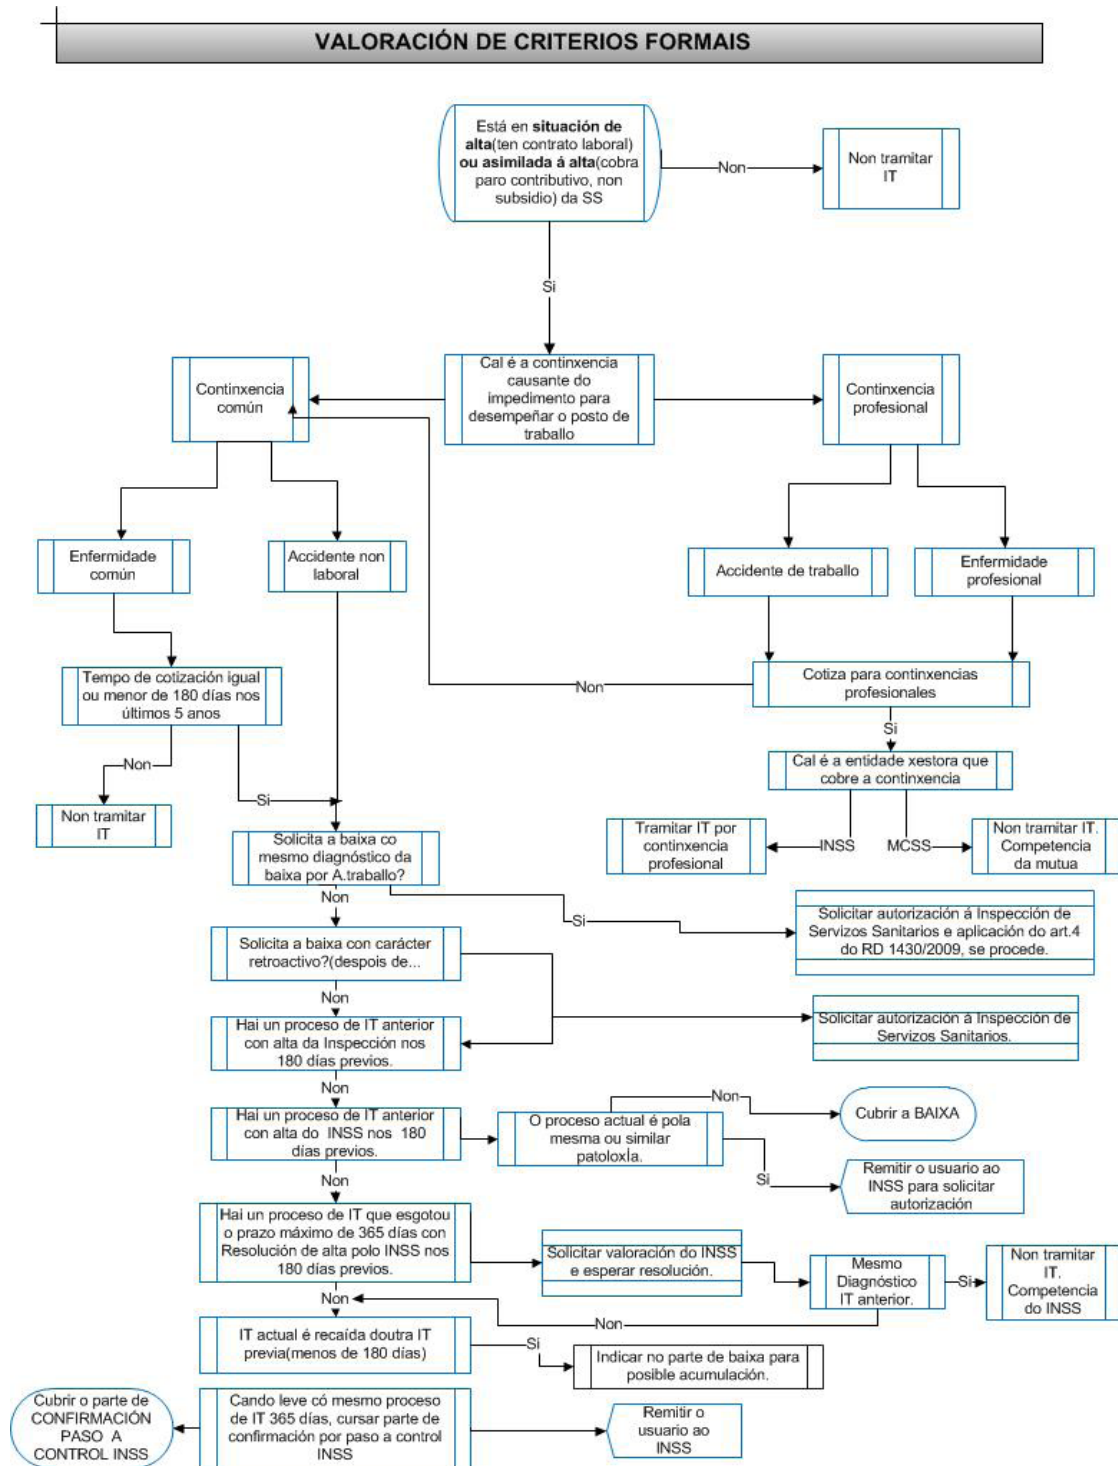 VALORACIÓN DE CRITERIOS FORMAIS
Está en situación de
alta(ten contrato laboral)
ou asimilada á alta(cobra
paro contributivo, non
subsidio) da SS
Non
Non tramitar
IT
Si
Continxencia
común
Cal é a continxencia
causante do
impedimento para
desempeñar o posto de
traballo
Continxencia
profesional
Enfermidade
común
Accidente non
laboral
Accidente de traballo
Enfermidade
profesional
Tempo de cotización igual
ou menor de 180 días nos
últimos 5 anos
Non
Cotiza para continxencias
profesionales
Si
Non
Cal é a entidade xestora que
cobre a continxencia
Si
Non tramitar
IT
Tramitar IT por
continxencia
profesional
INSS
MCSS
Non tramitar IT.
Competencia
da mutua
Solicita a baixa co
mesmo diagnóstico da
baixa por A.traballo?
Non
Si
Solicitar autorización á Inspección de
Servizos Sanitarios e aplicación do art.4
do RD 1430/2009, se procede.
Solicita a baixa con carácter
retroactivo?(despois de...
Non
Hai un proceso de IT anterior
con alta da Inspección nos
180 días previos.
Solicitar autorización á Inspección de
Servizos Sanitarios.
Non
Non
Hai un proceso de IT anterior
con alta do INSS nos 180
días previos.
O proceso actual é pola
mesma ou similar
patoloxIa.
Cubrir a BAIXA
Non
Si
Remitir o usuario ao
INSS para solicitar
autorización
Hai un proceso de IT que esgotou
o prazo máximo de 365 días con
Resolución de alta polo INSS nos
180 días previos.
Solicitar valoración do INSS
e esperar resolución.
Mesmo
Diagnóstico
IT anterior.
Si
Non tramitar
IT.
Competencia
do INSS
Non
Non
IT actual é recaída doutra IT
previa(menos de 180 días)
Si
Indicar no parte de baixa para
posible acumulación.
Cubrir o parte de
CONFIRMACIÓN
PASO A
CONTROL INSS
Cando leve có mesmo proceso
de IT 365 días, cursar parte de
confirmación por paso a control
INSS
Remitir o
usuario ao
INSS